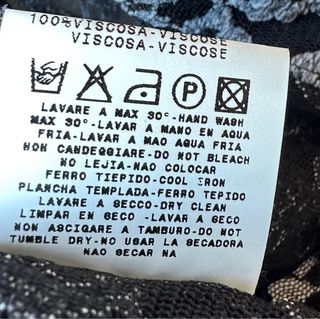 100%VISCOSA-VISCOSE
VISCOSA-VISCOSE
P
LAVARE A MAX 30°-HAND WASH
MAX 30°-LAVAR A MANO EN AQUA
FRIA-LAVAR A MAO AGUA FRIA
NON CANDEGGIARE-DO NOT BLEACH
NO LEJIA-NAO COLOCAR
FERRO TIEPIDO-COOL IRON
PLANCHA TEMPLADA-FERRO TEPIDO
LAVARE A SECCO-DRY CLEAN
LIMPAR EN SECO -LAVAR A SECO
NON ASCIGARE A TAMBURO-DO NOT
TUMBLE DRY-NO USAR LA SECADORA
NAO SECAR NA